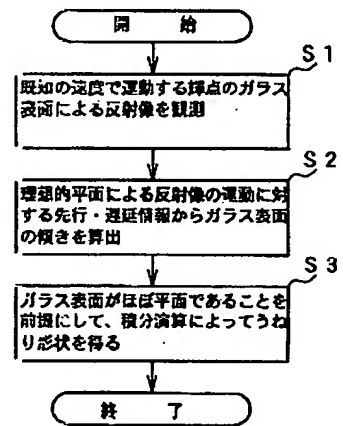 開始
S1
既知の速度で運動する輝点のガラス
表面による反射像を観測
S2
理想的平面による反射像の運動に対
する先行・遅延情報からガラス表面
の傾きを算出
S3
ガラス表面がほぼ平面であることを
前提にして、積分演算によってうね
り形状を得る
終了